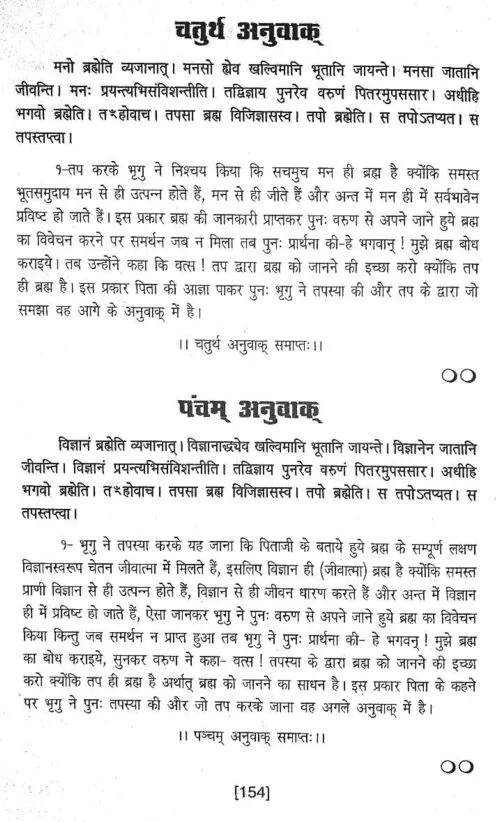 चतुर्थ अनुवाक्
मनो ब्रह्मेति व्यजानात्। मनसो ह्येव खल्विमानि भूतानि जायन्ते। मनसा जातानि
जीवन्ति। मनः प्रयन्त्यभिसंविशन्तीति। तद्विज्ञाय पुनरेव वरुणं पितरमुपससार। अधीहि
भगवो ब्रह्मेति। तꣳहोवाच। तपसा ब्रह्म विजिज्ञासस्व। तपो ब्रह्मेति। स तपोऽतप्यत। स
तपस्तप्त्वा।
१-तप करके भृगु ने निश्चय किया कि सचमुच मन ही ब्रह्म है क्योंकि समस्त
भूतसमुदाय मन से ही उत्पन्न होते हैं, मन से ही जीते हैं और अन्त में मन ही में सर्वभावेन
प्रविष्ट हो जाते हैं। इस प्रकार ब्रह्म की जानकारी प्राप्तकर पुनः वरुण से अपने जाने हुये ब्रह्म
का विवेचन करने पर समर्थन जब न मिला तब पुनः प्रार्थना की-हे भगवान् ! मुझे ब्रह्म बोध
कराइये। तब उन्होंने कहा कि वत्स ! तप द्वारा ब्रह्म को जानने की इच्छा करो क्योंकि तप
ही ब्रह्म है। इस प्रकार पिता की आज्ञा पाकर पुनः भृगु ने तपस्या की और तप के द्वारा जो
समझा वह आगे के अनुवाक् में है।
।। चतुर्थ अनुवाक् समाप्तः।।
पंचम् अनुवाक्
विज्ञानं ब्रह्मेति व्यजानात्। विज्ञानाद्ध्येव खल्विमानि भूतानि जायन्ते। विज्ञानेन जातानि
जीवन्ति। विज्ञानं प्रयन्त्यभिसंविशन्तीति। तद्विज्ञाय पुनरेव वरुणं पितरमुपससार। अधीहि
भगवो ब्रह्मेति। तꣳहोवाच। तपसा ब्रह्म विजिज्ञासस्व। तपो ब्रह्मेति। स तपोऽतप्यत। स
तपस्तप्त्वा।
१- भृगु ने तपस्या करके यह जाना कि पिताजी के बताये हुये ब्रह्म के सम्पूर्ण लक्षण
विज्ञानस्वरूप चेतन जीवात्मा में मिलते हैं, इसलिए विज्ञान ही (जीवात्मा) ब्रह्म है क्योंकि समस्त
प्राणी विज्ञान से ही उत्पन्न होते हैं, विज्ञान से ही जीवन धारण करते हैं और अन्त में विज्ञान
ही में प्रविष्ट हो जाते हैं, ऐसा जानकर भृगु ने पुनः वरुण से अपने जाने हुये ब्रह्म का विवेचन
किया किन्तु जब समर्थन न प्राप्त हुआ तब भृगु ने पुनः प्रार्थना की- हे भगवन् ! मुझे ब्रह्म
का बोध कराइये, सुनकर वरुण ने कहा- वत्स ! तपस्या के द्वारा ब्रह्म को जानने की इच्छा
करो क्योंकि तप ही ब्रह्म है अर्थात् ब्रह्म को जानने का साधन है। इस प्रकार पिता के कहने
पर भृगु ने पुनः तपस्या की और जो तप करके जाना वह अगले अनुवाक् में है।
।। पञ्चम् अनुवाक् समाप्तः।।
[154]